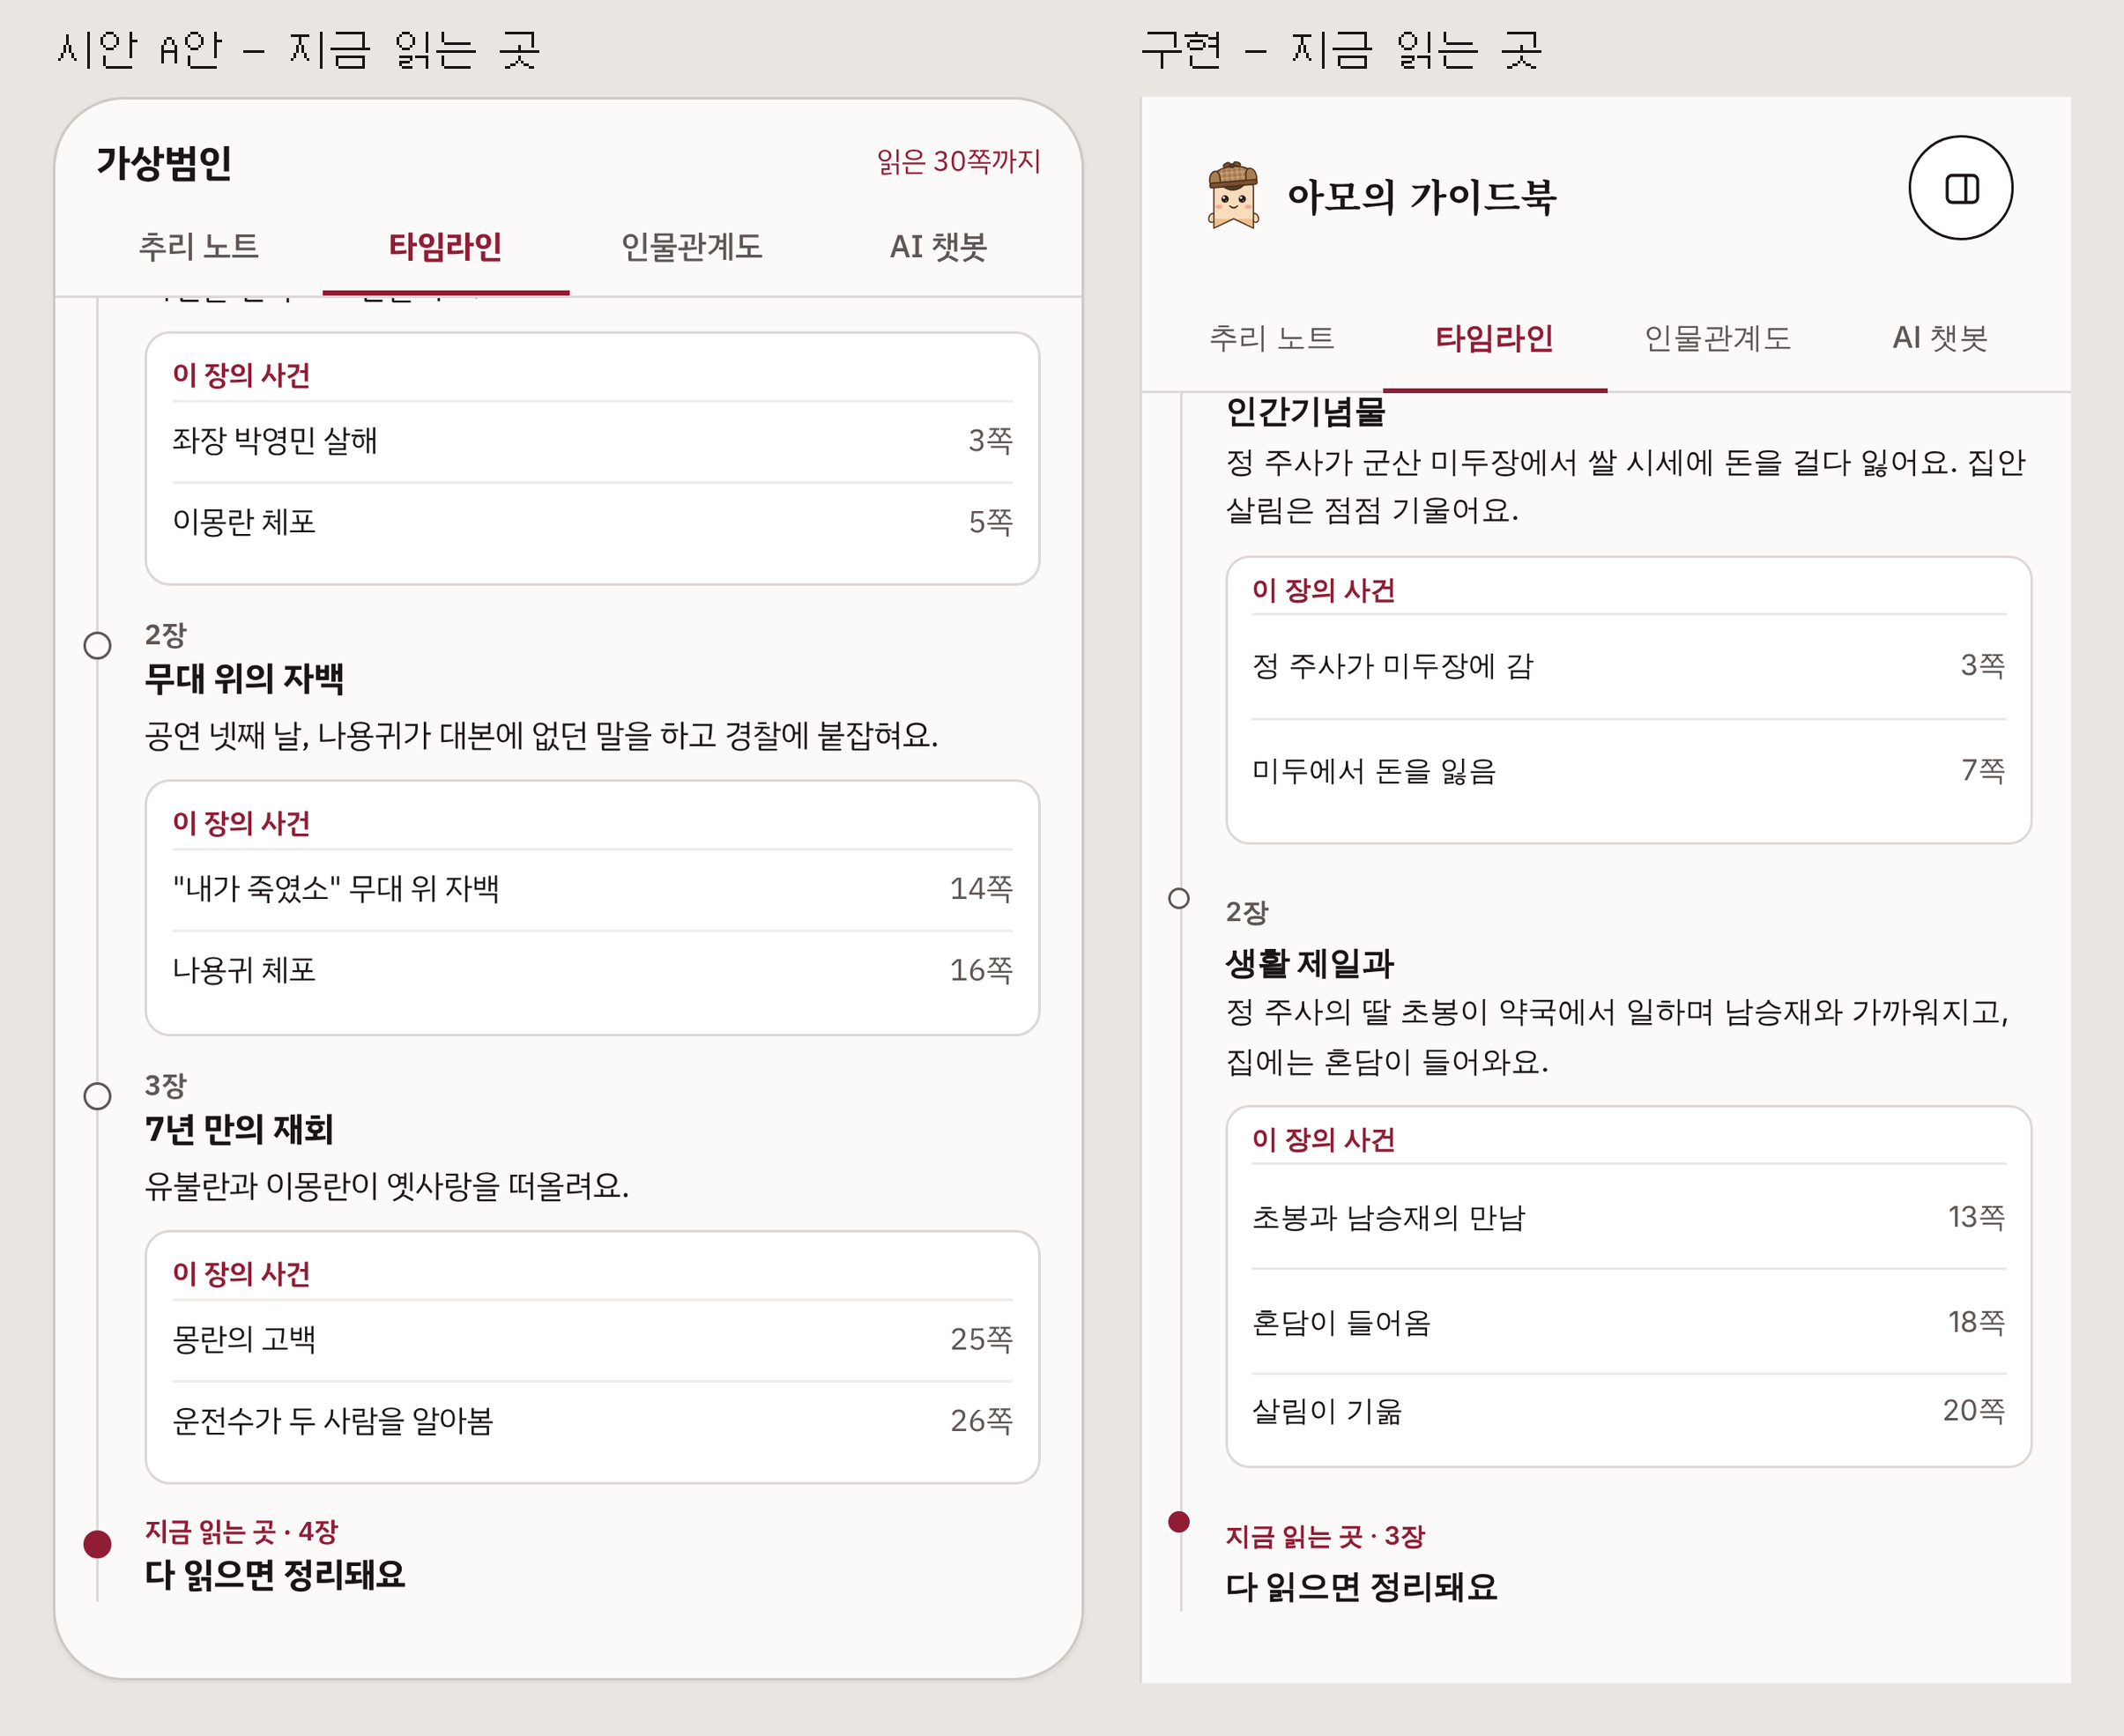 시안 A안 - 지금 읽는 곳
가상범인
읽은 30쪽까지
추리 노트
타임라인
인물관계도
AI 챗봇
이 장의 사건
좌장 박영민 살해
3쪽
이몽란 체포
5쪽
2장
무대 위의 자백
공연 넷째 날, 나용귀가 대본에 없던 말을 하고 경찰에 붙잡혀요.
이 장의 사건
"내가 죽였소" 무대 위 자백
14쪽
나용귀 체포
16쪽
3장
7년 만의 재회
유불란과 이몽란이 옛사랑을 떠올려요.
이 장의 사건
몽란의 고백
25쪽
운전수가 두 사람을 알아봄
26쪽
지금 읽는 곳 · 4장
다 읽으면 정리돼요
구현 - 지금 읽는 곳
아모의 가이드북
추리 노트
타임라인
인물관계도
AI 챗봇
인간기념물
정 주사가 군산 미두장에서 쌀 시세에 돈을 걸다 잃어요. 집안
살림은 점점 기울어요.
이 장의 사건
정 주사가 미두장에 감
3쪽
미두에서 돈을 잃음
7쪽
2장
생활 제일과
정 주사의 딸 초봉이 약국에서 일하며 남승재와 가까워지고,
집에는 혼담이 들어와요.
이 장의 사건
초봉과 남승재의 만남
13쪽
혼담이 들어옴
18쪽
살림이 기욺
20쪽
지금 읽는 곳 · 3장
다 읽으면 정리돼요